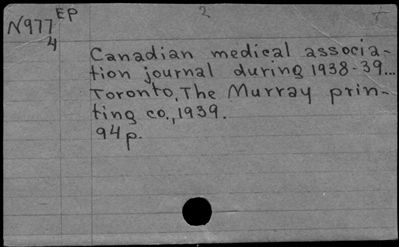 EP 2
N977
4
Canadian medical associa-
tion journal during 1938-39...
Toronto, The Murray prin-
ting co., 1939.
94p.